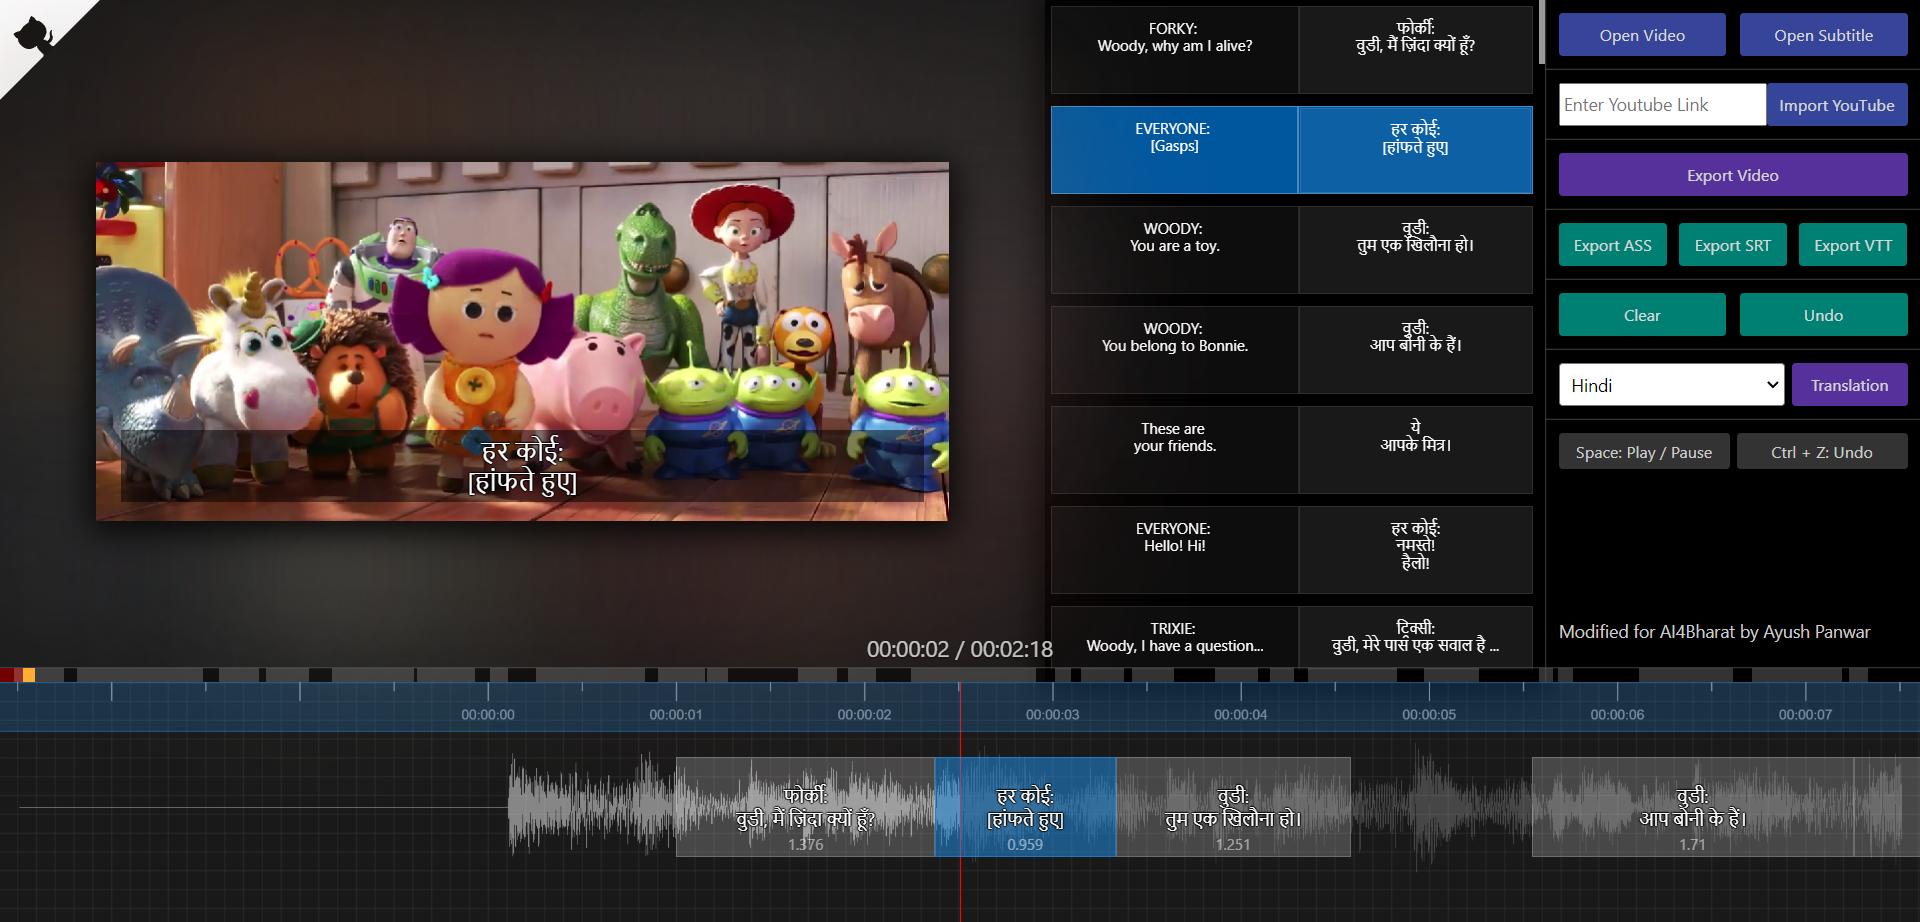 हर कोई:
[हांफते हुए]
00:00:02 / 00:02:18
FORKY:
Woody, why am I alive?
फोर्की:
वुडी, मैं ज़िंदा क्यों हूँ?
EVERYONE:
[Gasps]
हर कोई:
[हांफते हुए]
WOODY:
You are a toy.
वुडी:
तुम एक खिलौना हो।
WOODY:
You belong to Bonnie.
वुडी:
आप बोनी के हैं।
These are
your friends.
ये
आपके मित्र।
EVERYONE:
Hello! Hi!
हर कोई:
नमस्ते!
हैलो!
TRIXIE:
Woody, I have a question...
ट्रिक्सी:
वुडी, मेरे पास एक सवाल है ...
Open Video
Open Subtitle
Enter Youtube Link
Import YouTube
Export Video
Export ASS
Export SRT
Export VTT
Clear
Undo
Hindi
Translation
Space: Play / Pause
Ctrl + Z: Undo
Modified for AI4Bharat by Ayush Panwar
00:00:00
00:00:01
00:00:02
00:00:03
00:00:04
00:00:05
00:00:06
00:00:07
फोर्की:
वुडी, मैं ज़िंदा क्यों हूँ?
1.376
हर कोई:
[हांफते हुए]
0.959
वुडी:
तुम एक खिलौना हो।
1.251
वुडी:
आप बोनी के हैं।
1.71